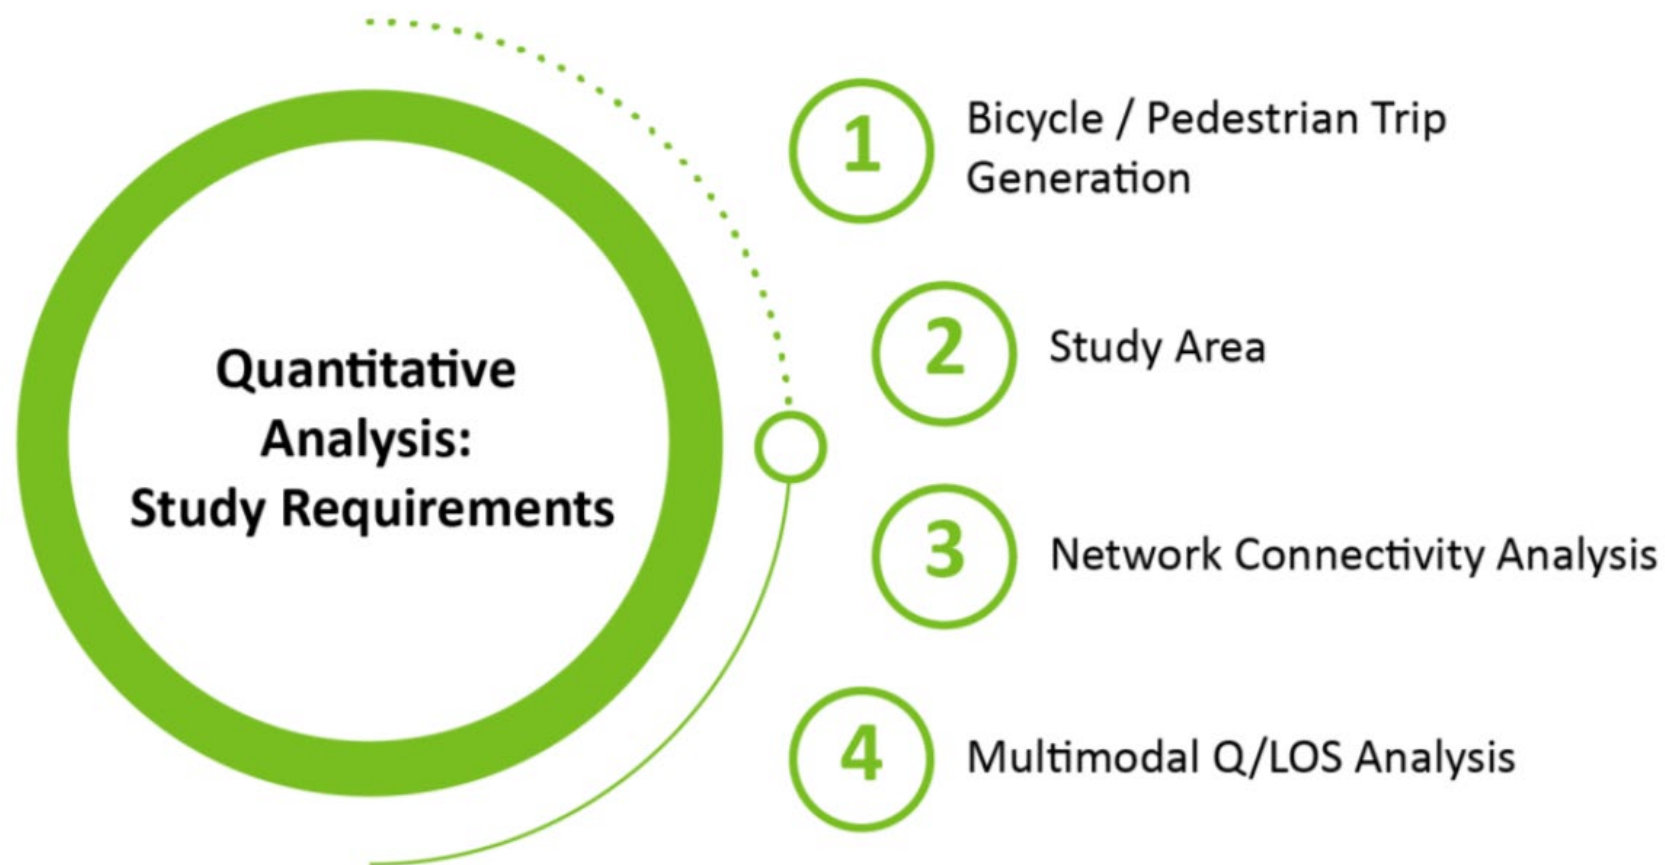 Quantitative
Analysis:
Study Requirements
1
Bicycle / Pedestrian Trip
Generation
2
Study Area
3
Network Connectivity Analysis
4
Multimodal Q/LOS Analysis